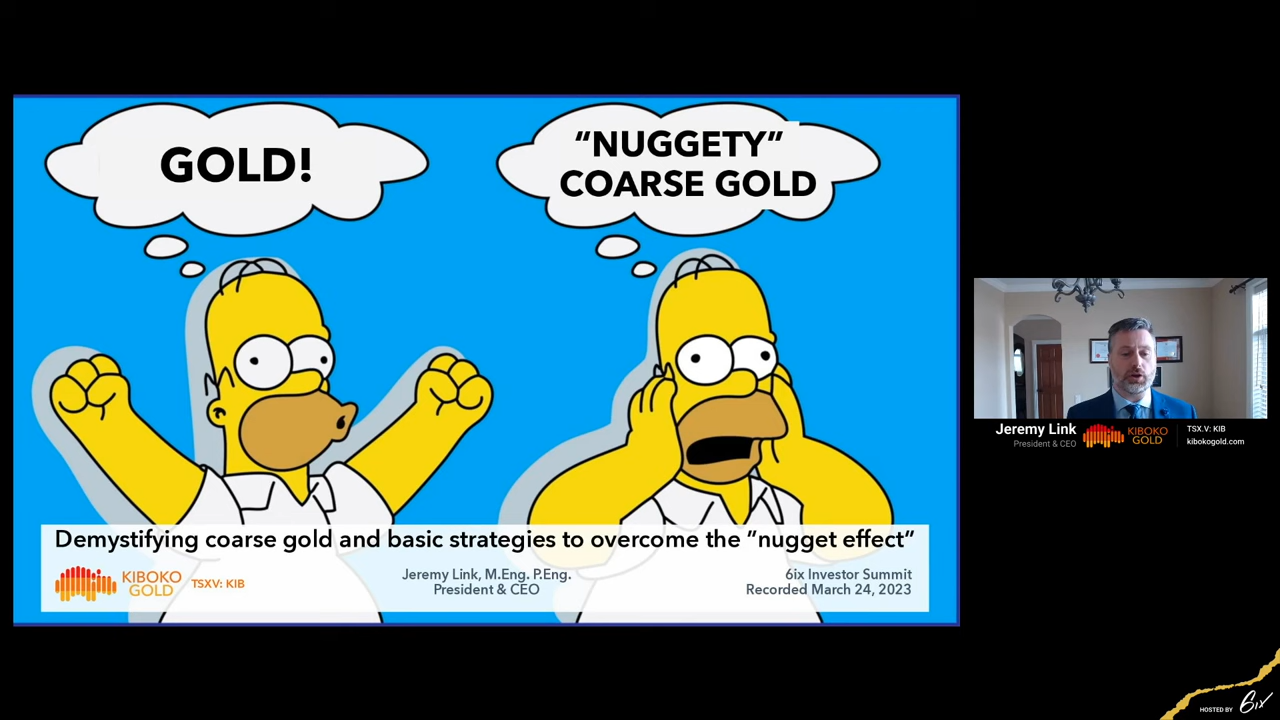 GOLD!
“NUGGETY”
COARSE GOLD
Demystifying coarse gold and basic strategies to overcome the “nugget effect”
KIBOKO
GOLD
TSXV: KIB
Jeremy Link, M.Eng. P.Eng.
President & CEO
6ix Investor Summit
Recorded March 24, 2023
Jeremy Link
President & CEO
KIBOKO
GOLD
TSX.V: KIB
kibokogold.com
HOSTED BY 6ix